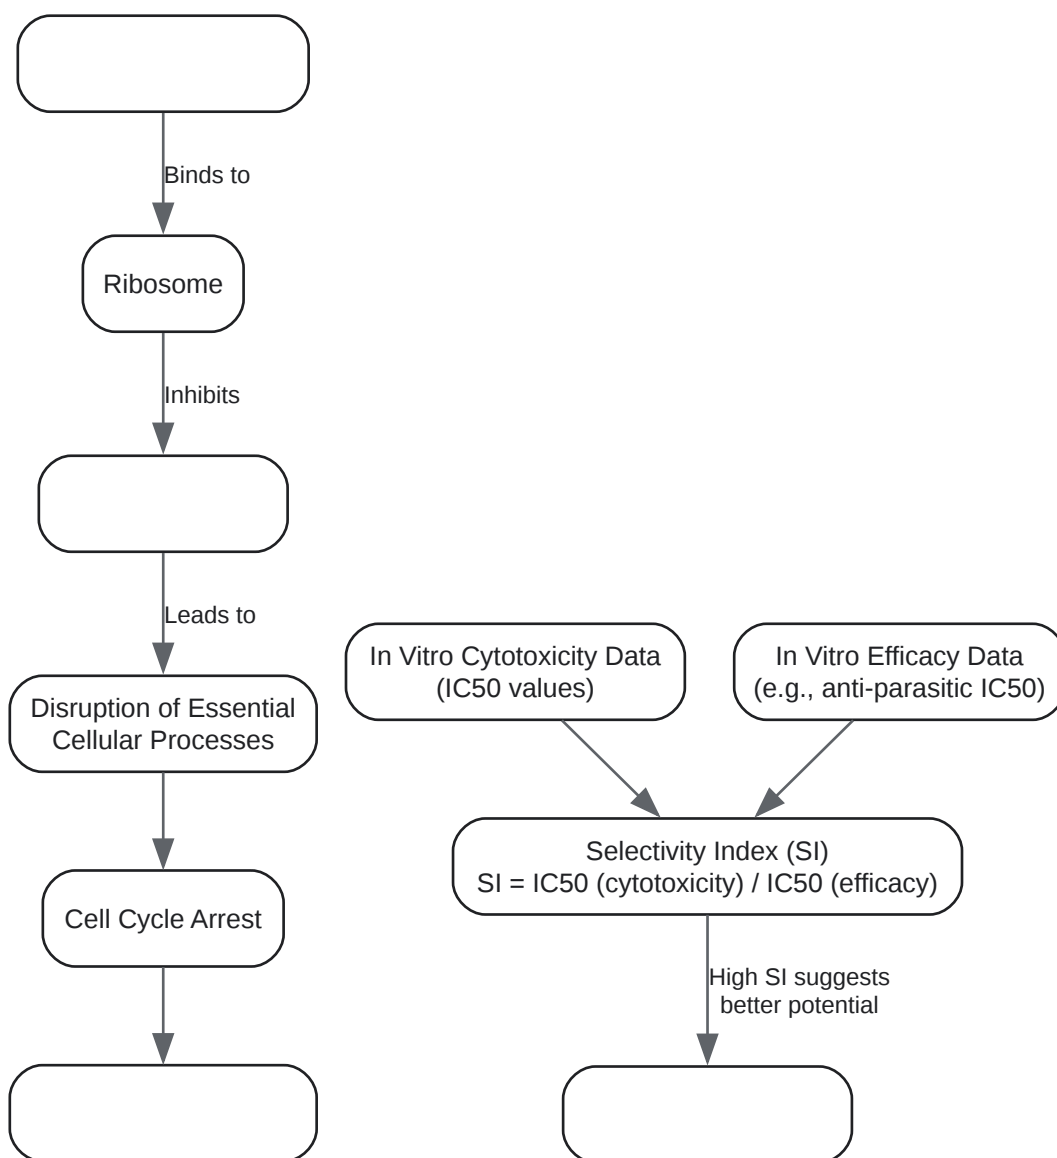 Binds to
Ribosome
Inhibits
Leads to
Disruption of Essential
Cellular Processes
Cell Cycle Arrest
In Vitro Cytotoxicity Data
(IC50 values)
In Vitro Efficacy Data
(e.g., anti-parasitic IC50)
Selectivity Index (SI)
SI = IC50 (cytotoxicity) / IC50 (efficacy)
High SI suggests
better potential